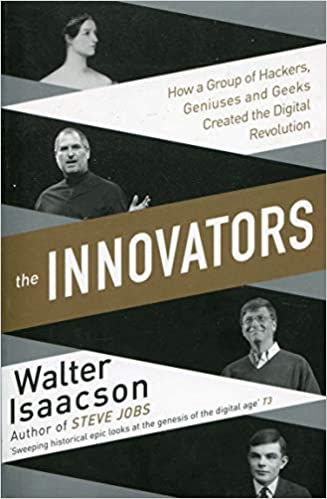 How a Group of Hackers,
Geniuses and Geeks
Created the Digital
Revolution
the INNOVATORS
Walter
Isaacson
Author of STEVE JOBS
'Sweeping historical epic looks at the genesis of the digital age' T3